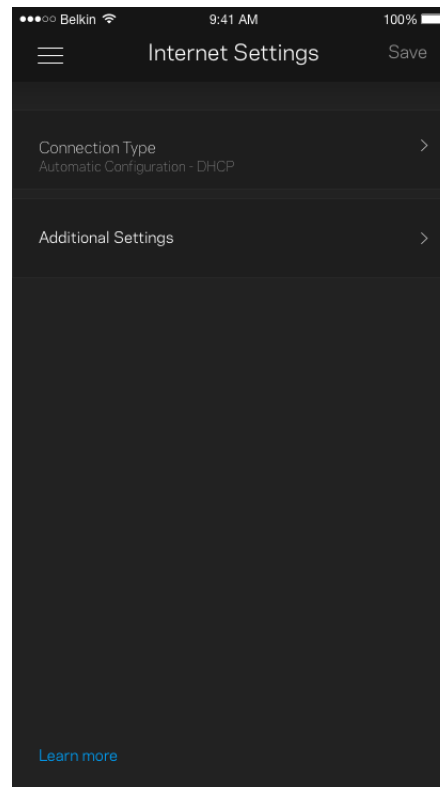 Belkin 9:41 AM 100%
Internet Settings Save
Connection Type
Automatic Configuration - DHCP
Additional Settings
Learn more